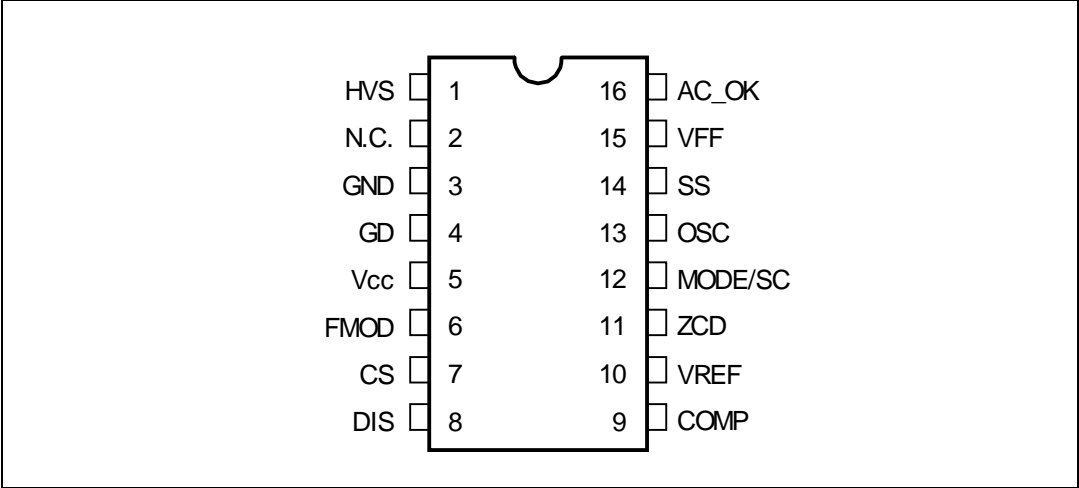 HVS 1 16 AC_OK
N.C. 2 15 VFF
GND 3 14 SS
GD 4 13 OSC
Vcc 5 12 MODE/SC
FMOD 6 11 ZCD
CS 7 10 VREF
DIS 8 9 COMP